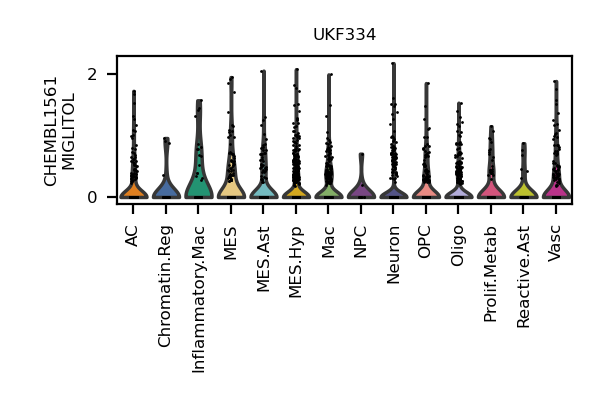 UKF334
CHEMBL1561
MIGLITOL
2
0
AC
Chromatin.Reg
Inflammatory.Mac
MES
MES.Ast
MES.Hyp
Mac
NPC
Neuron
OPC
Oligo
Prolif.Metab
Reactive.Ast
Vasc